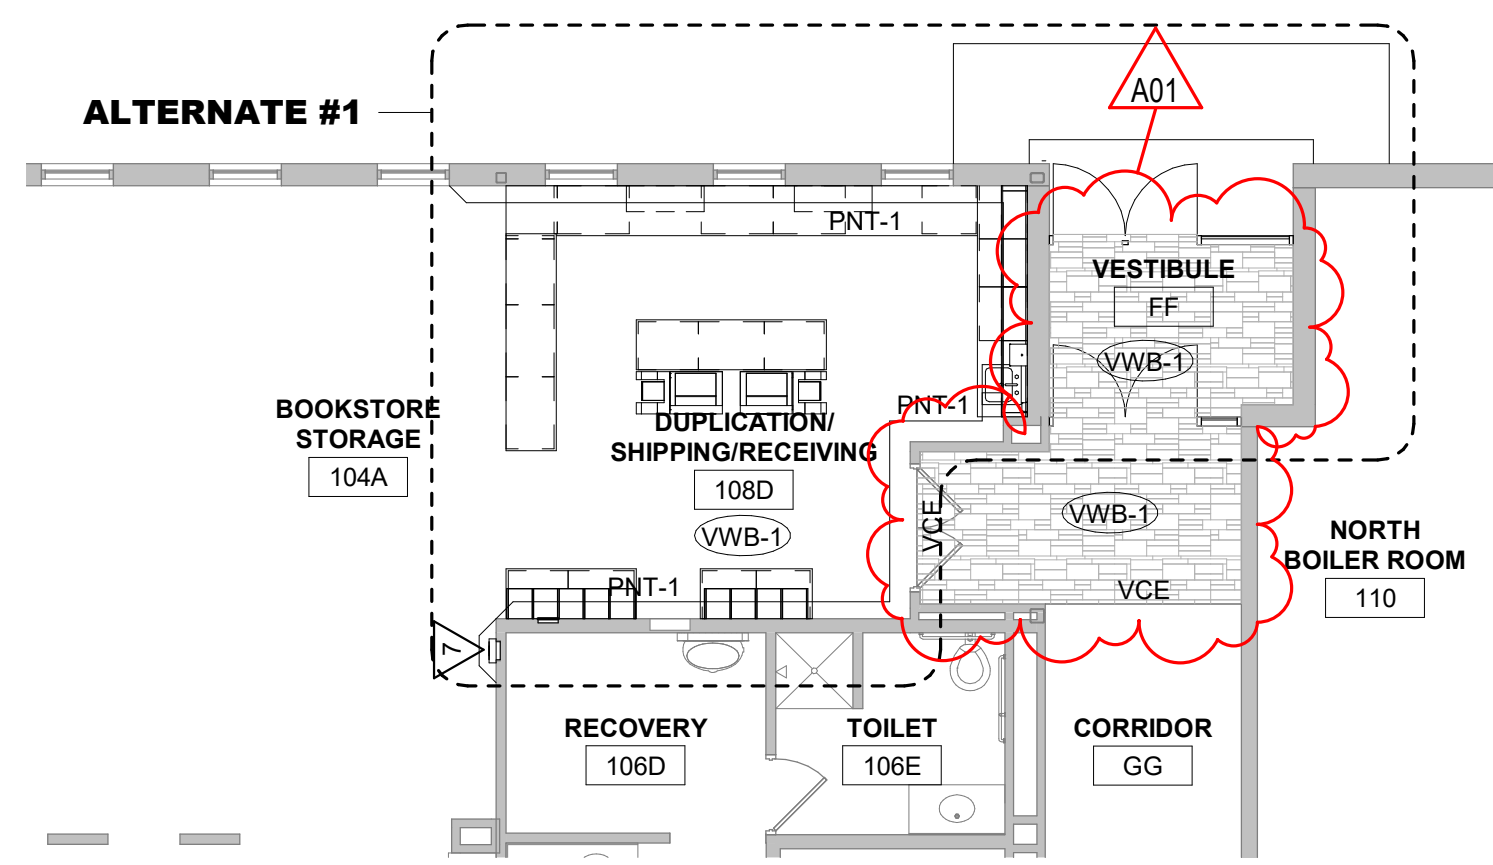 A01
ALTERNATE #1
PNT-1
VESTIBULE
FF
VWB-1
PNT-1
BOOKSTORE
STORAGE
104A
DUPLICATION/
SHIPPING/RECEIVING
108D
VWB-1
VCE
VWB-1
NORTH
BOILER ROOM
110
PNT-1
VCE
7
RECOVERY
106D
TOILET
106E
CORRIDOR
GG